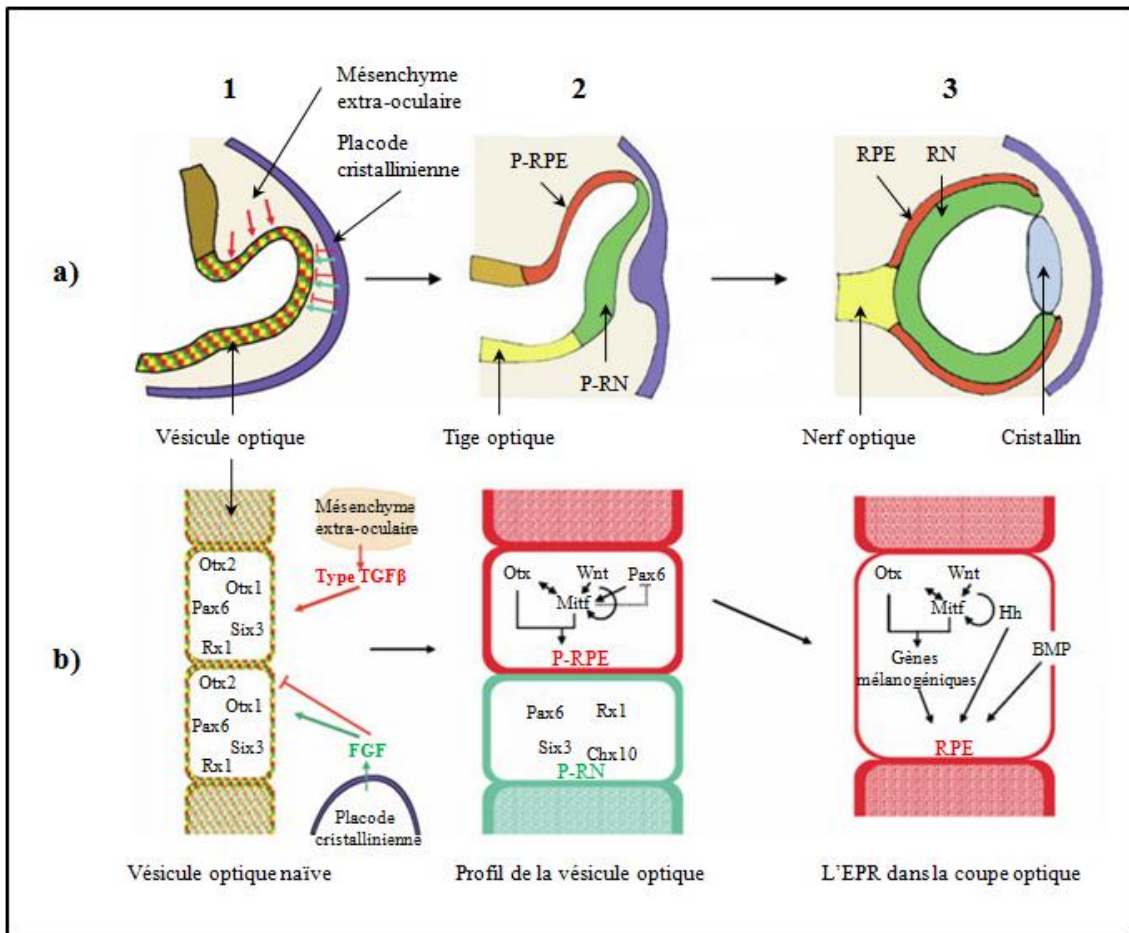 1
2
3
Mésenchyme
extra-oculaire
Placode
cristallinienne
P-RPE
RPE
RN
a)
P-RN
Vésicule optique
Tige optique
Nerf optique
Cristallin
b)
Otx2
Otx1
Pax6
Six3
Rx1
Otx2
Otx1
Pax6
Six3
Rx1
Mésenchyme
extra-oculaire
Type TGFβ
FGF
Placode
cristallinienne
Otx
Wnt
Pax6
Mitf
P-RPE
Pax6
Rx1
Six3
Chx10
P-RN
Otx
Wnt
Mitf
Hh
BMP
Gènes
mélanogéniques
RPE
Vésicule optique naïve
Profil de la vésicule optique
L'EPR dans la coupe optique